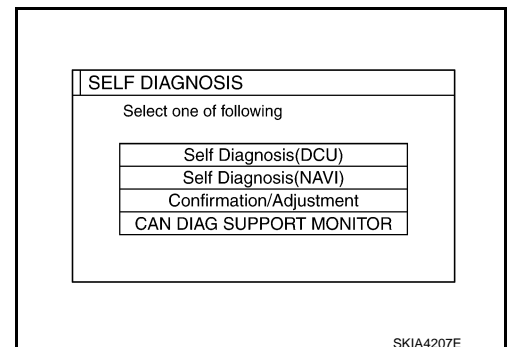 SELF DIAGNOSIS
Select one of following
Self Diagnosis(DCU)
Self Diagnosis(NAVI)
Confirmation/Adjustment
CAN DIAG SUPPORT MONITOR
SKIA4207E